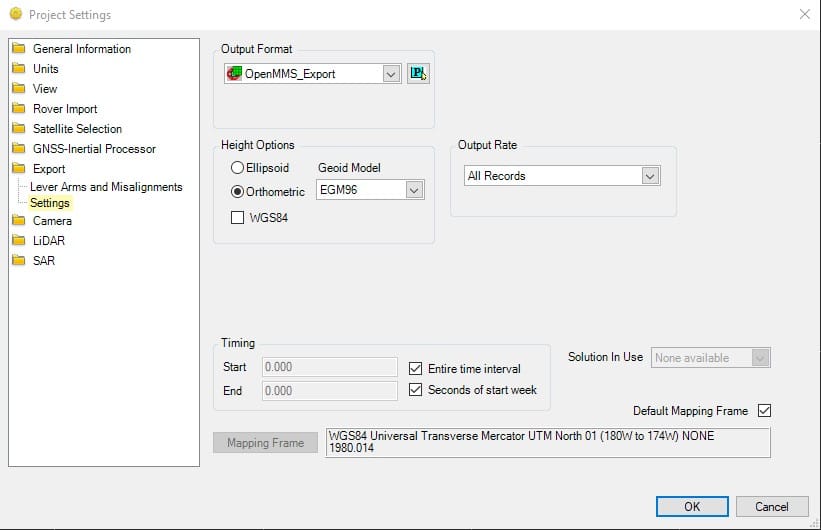 Project Settings
General Information
Units
View
Rover Import
Satellite Selection
GNSS-Inertial Processor
Export
Lever Arms and Misalignments
Settings
Camera
LiDAR
SAR
Output Format
OpenMMS_Export
Height Options
Ellipsoid
Geoid Model
Orthometric
EGM96
WGS84
Output Rate
All Records
Timing
Start
0.000
Entire time interval
End
0.000
Seconds of start week
Solution In Use
None available
Default Mapping Frame
Mapping Frame
WGS84 Universal Transverse Mercator UTM North 01 (180W to 174W) NONE
1980.014
OK
Cancel